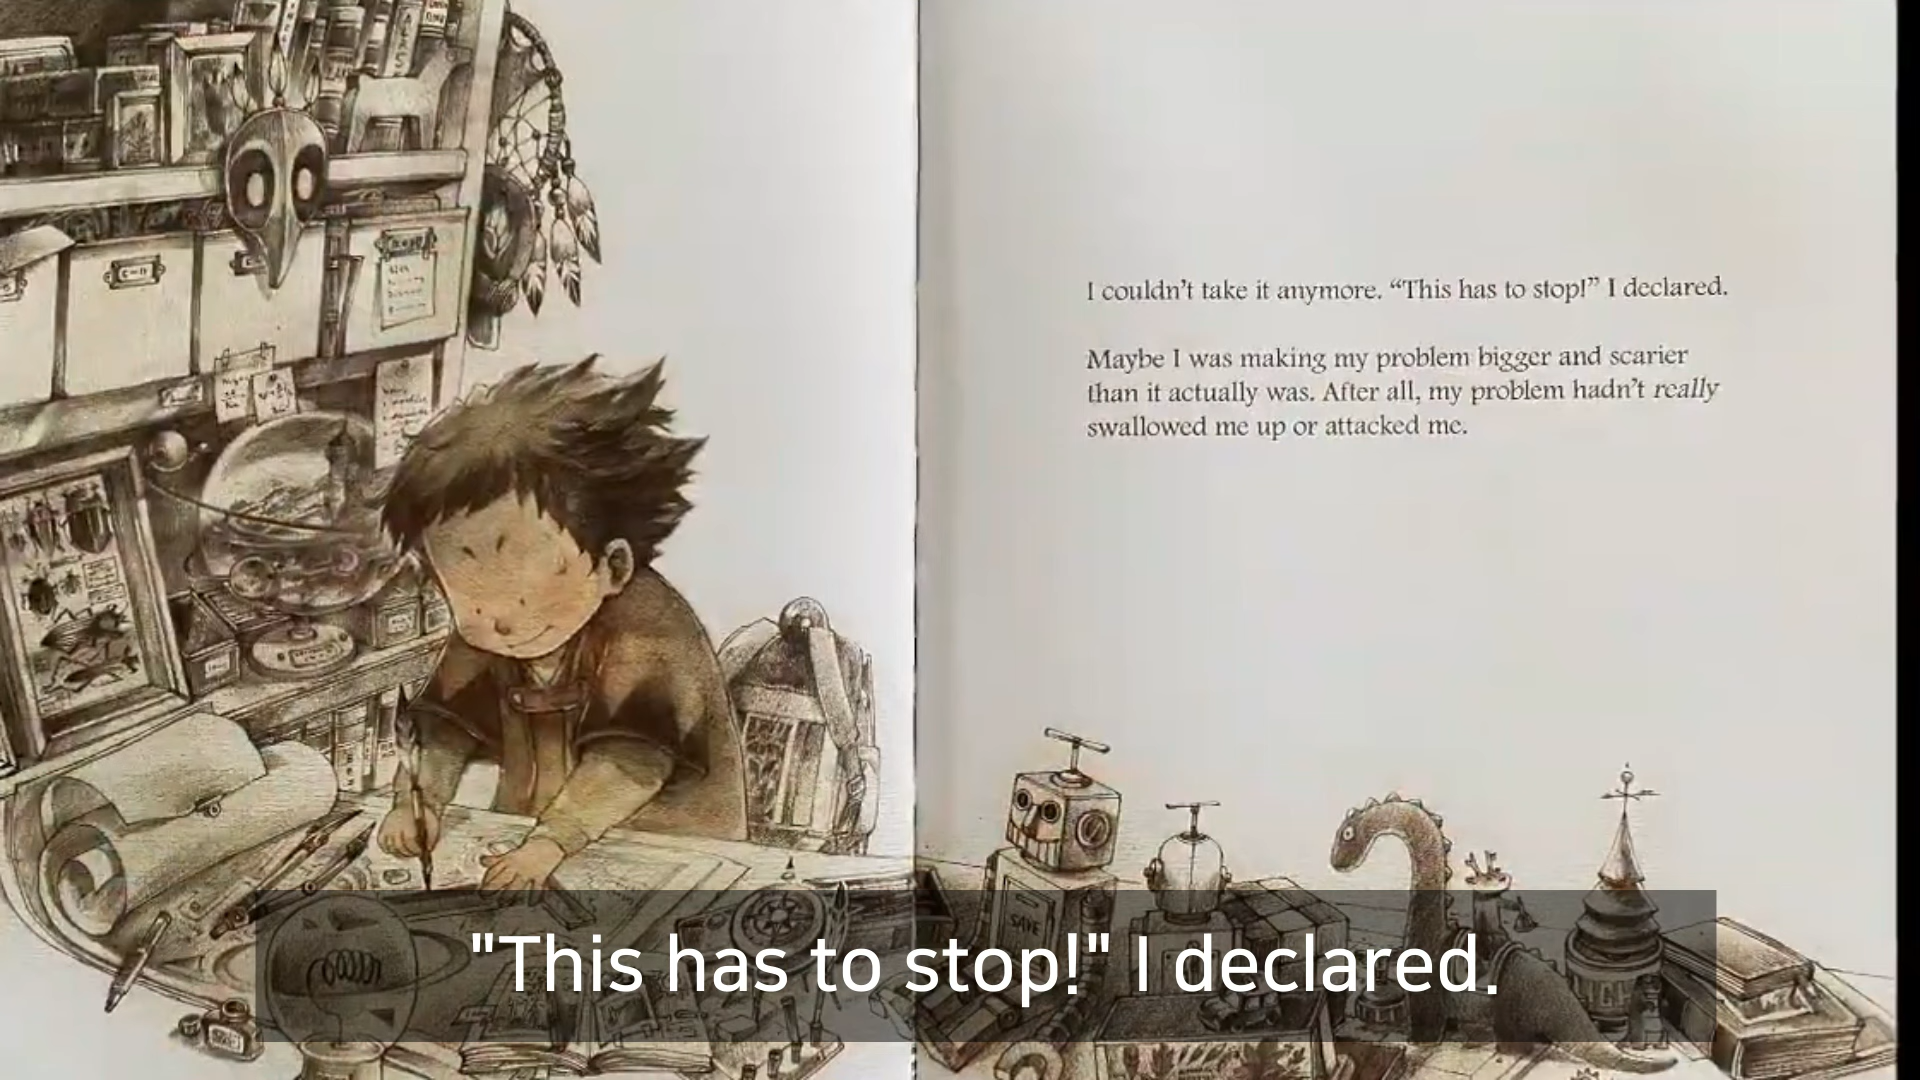 I couldn't take it anymore. “This has to stop!” I declared.
Maybe I was making my problem bigger and scarier
than it actually was. After all, my problem hadn't really
swallowed me up or attacked me.
SAVE
"This has to stop!" I declared.